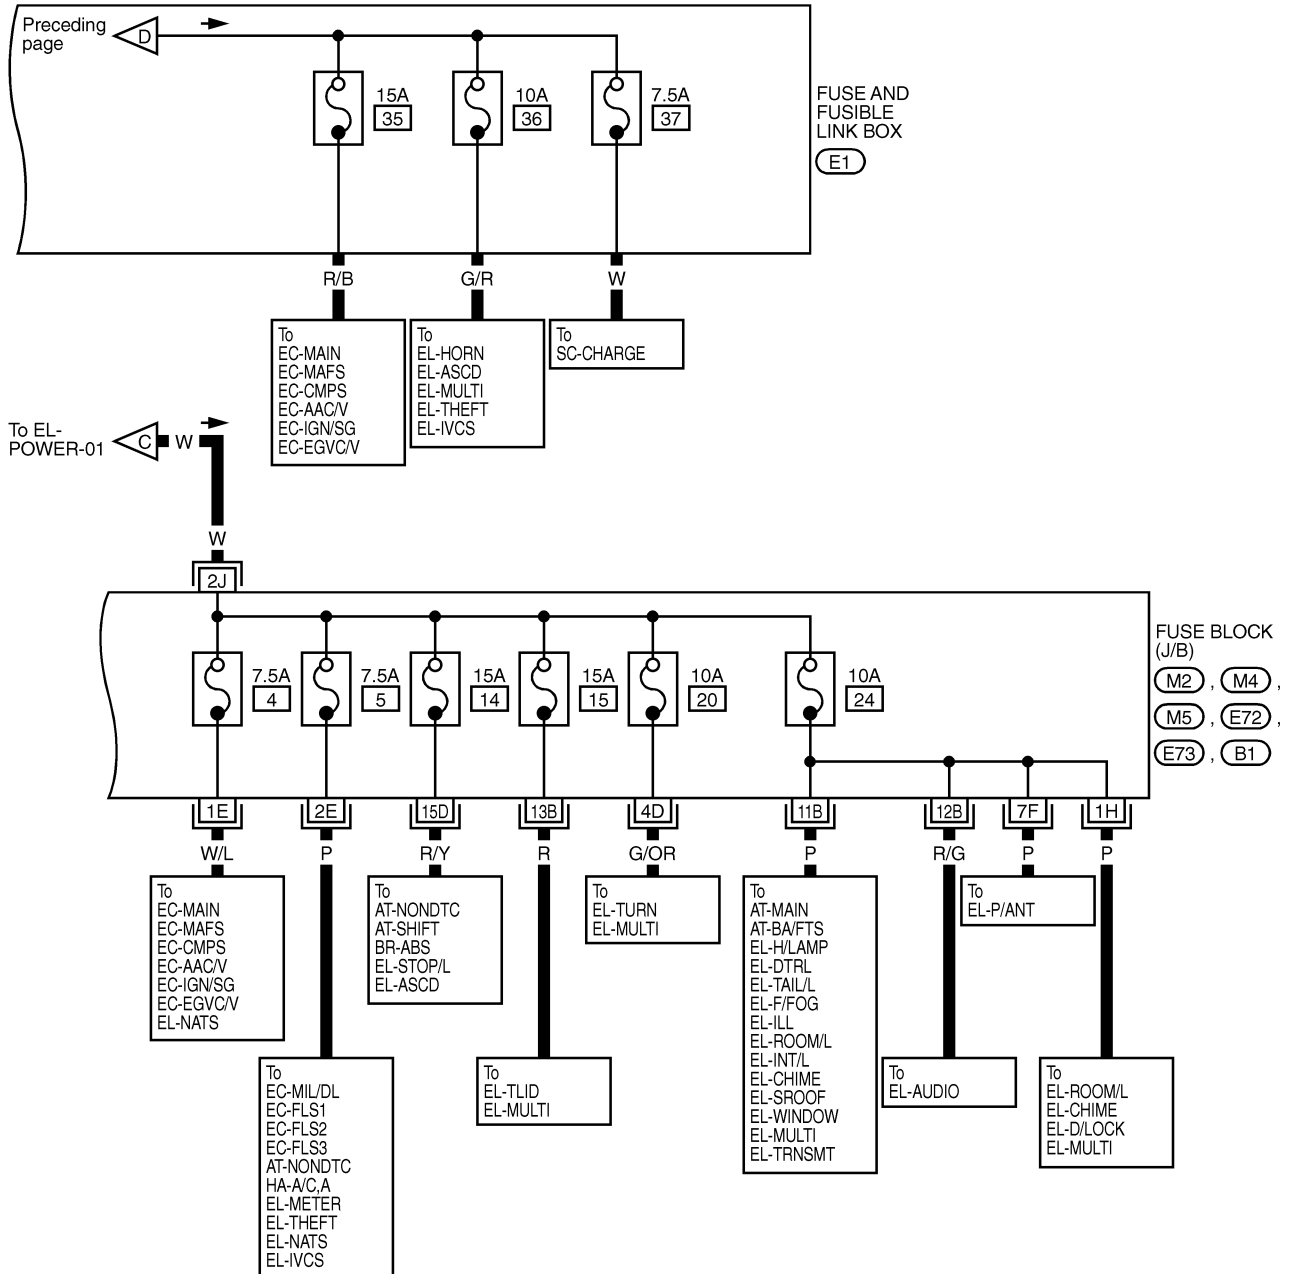 Preceding
page
D
15A
35
10A
36
7.5A
37
FUSE AND
FUSIBLE
LINK BOX
E1
R/B
G/R
W
To
EC-MAIN
EC-MAFS
EC-CMPS
EC-AAC/V
EC-IGN/SG
EC-EGVC/V
To
EL-HORN
EL-ASCD
EL-MULTI
EL-THEFT
EL-IVCS
To
SC-CHARGE
To EL-
POWER-01
C
W
W
2J
7.5A
4
7.5A
5
15A
14
15A
15
10A
20
10A
24
FUSE BLOCK
(J/B)
M2 , M4 ,
M5 , E72 ,
E73 , B1
1E
2E
15D
13B
4D
11B
12B
7F
1H
W/L
P
R/Y
R
G/OR
P
R/G
P
P
To
EC-MAIN
EC-MAFS
EC-CMPS
EC-AAC/V
EC-IGN/SG
EC-EGVC/V
EL-NATS
To
EC-MIL/DL
EC-FLS1
EC-FLS2
EC-FLS3
AT-NONDTC
HA-A/C,A
EL-METER
EL-THEFT
EL-NATS
EL-IVCS
To
AT-NONDTC
AT-SHIFT
BR-ABS
EL-STOP/L
EL-ASCD
To
EL-TLID
EL-MULTI
To
EL-TURN
EL-MULTI
To
AT-MAIN
AT-BA/FTS
EL-H/LAMP
EL-DTRL
EL-TAIL/L
EL-F/FOG
EL-ILL
EL-ROOM/L
EL-INT/L
EL-CHIME
EL-SROOF
EL-WINDOW
EL-MULTI
EL-TRNSMT
To
EL-AUDIO
To
EL-P/ANT
To
EL-ROOM/L
EL-CHIME
EL-D/LOCK
EL-MULTI